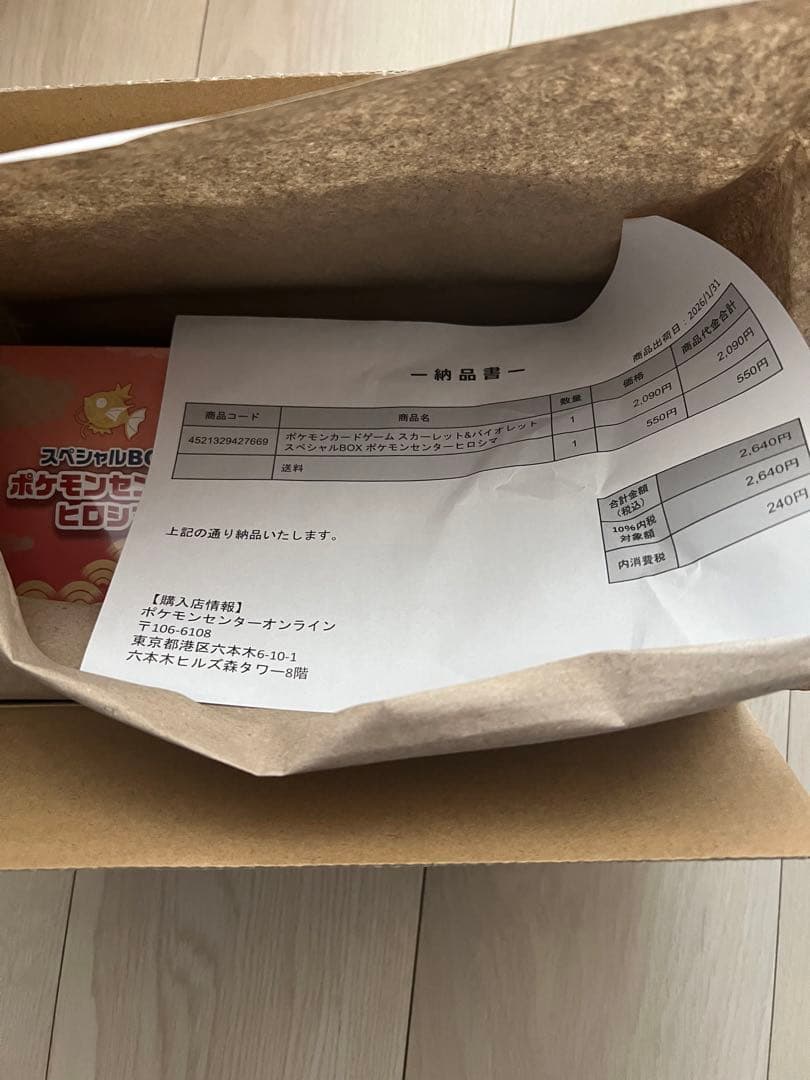 商品出荷日：2026/1/31
ー納品書ー
商品コード 商品名 数量 価格 商品代金合計
4521329427669 ポケモンカードゲーム スカーレット&バイオレット スペシャルBOX ポケモンセンターヒロシマ 1 2,090円 2,090円
送料 1 550円 550円
合計金額(税込) 2,640円
10%内税対象額 2,640円
内消費税 240円
上記の通り納品いたします。
【購入店情報】
ポケモンセンターオンライン
〒106-6108
東京都港区六本木6-10-1
六本木ヒルズ森タワー8階
スペシャルBO
ポケモンセン
ヒロシ